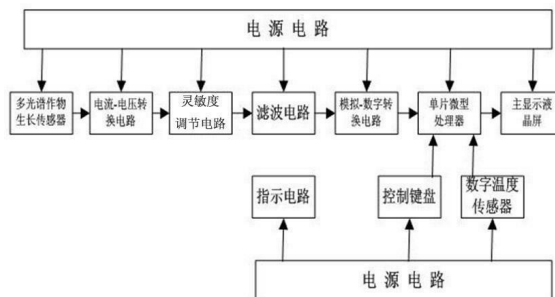 电源电路
多光谱作物
生长传感器
电流-电压转
换电路
灵敏度
调节电路
滤波电路
模拟-数字转
换电路
单片微型
处理器
主显示液
晶屏
指示电路
控制键盘
数字温度
传感器
电源电路